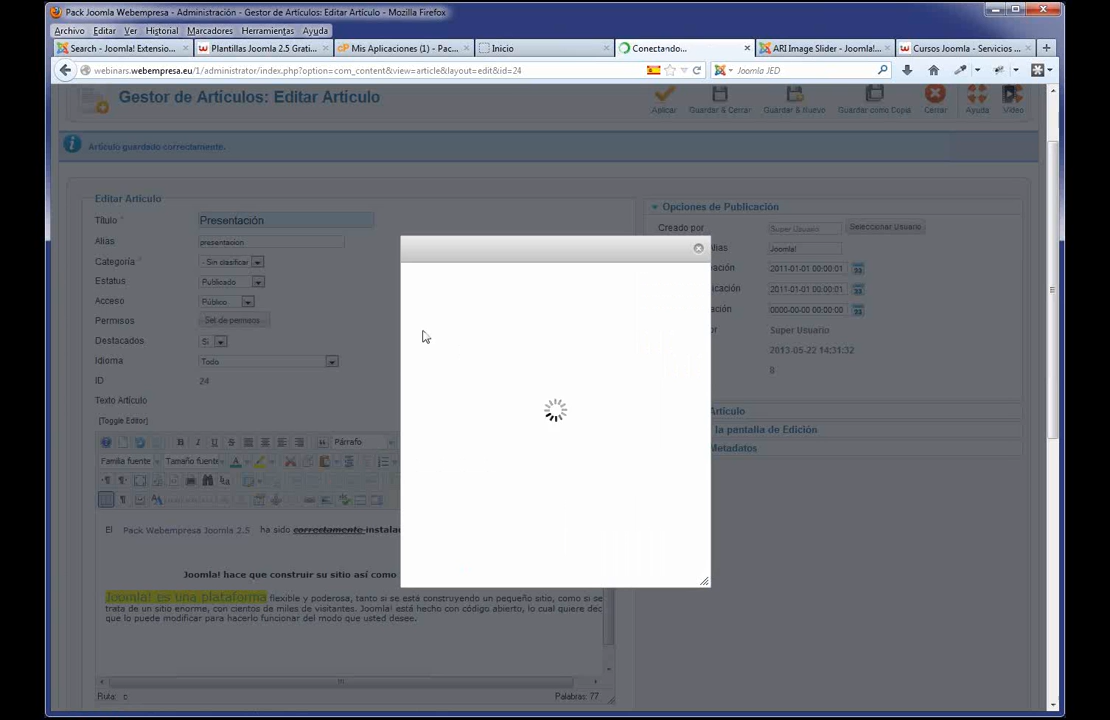 Pack Joomla Webempresa - Administración - Gestor de Artículos: Editar Artículo - Mozilla Firefox
Archivo Editar Ver Historial Marcadores Herramientas Ayuda
Search - Joomla! Extensio... Plantillas Joomla 2.5 Grati... Mis Aplicaciones (1) - Pac... Inicio Conectando... ARI Image Slider - Joomla!... Cursos Joomla - Servicios ...
webinars.webempresa.eu/1/administrator/index.php?option=com_content&view=article&layout=edit&id=24 Joomla JED
Gestor de Artículos: Editar Artículo
Aplicar Guardar & Cerrar Guardar & Nuevo Guardar como Copia Cerrar Ayuda Video
Artículo guardado correctamente.
Editar Artículo
Opciones de Publicación
Título * Presentación
Creado por Super Usuario Seleccionar Usuario
Alias presentacion
Alias Joomla!
Categoría * - Sin clasificar
ación 2011-01-01 00:00:01
Estatus Publicado
icación 2011-01-01 00:00:01
Acceso Público
ación 0000-00-00 00:00:00
Permisos Set de permisos
or Super Usuario
Destacados Sí
2013-05-22 14:31:32
Idioma Todo
8
ID 24
Texto Artículo
Artículo
[Toggle Editor]
la pantalla de Edición
Metadatos
Párrafo
Familia fuente Tamaño fuente
El Pack Webempresa Joomla 2.5 ha sido correctamente instalad
Joomla! hace que construir su sitio así como
Joomla! es una plataforma flexible y poderosa, tanto si se está construyendo un pequeño sitio, como si se
trata de un sitio enorme, con cientos de miles de visitantes. Joomla! está hecho con código abierto, lo cual quiere dec
que lo puede modificar para hacerlo funcionar del modo que usted desee.
Ruta: Palabras: 77